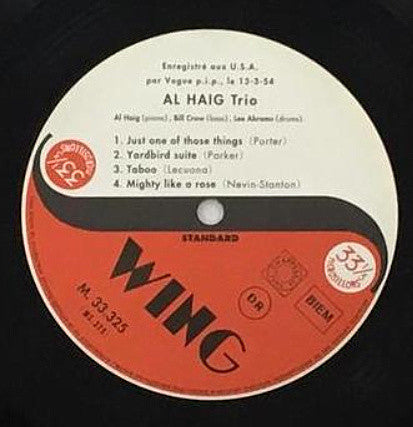 Enregistré aux U.S.A.
par Vogue p.i.p., le 13-3-54
AL HAIG Trio
Al Haig (piano), Bill Crow (bass), Lee Abrams (drums)
1. Just one of those things (Porter)
2. Yardbird suite (Parker)
3. Taboo (Lecuona)
4. Mighty like a rose (Nevin-Stanton)
33⅓
MICROSILLONS
STANDARD
WING
33⅓
MICROSILLONS
M. 33.325
DR
BIEM